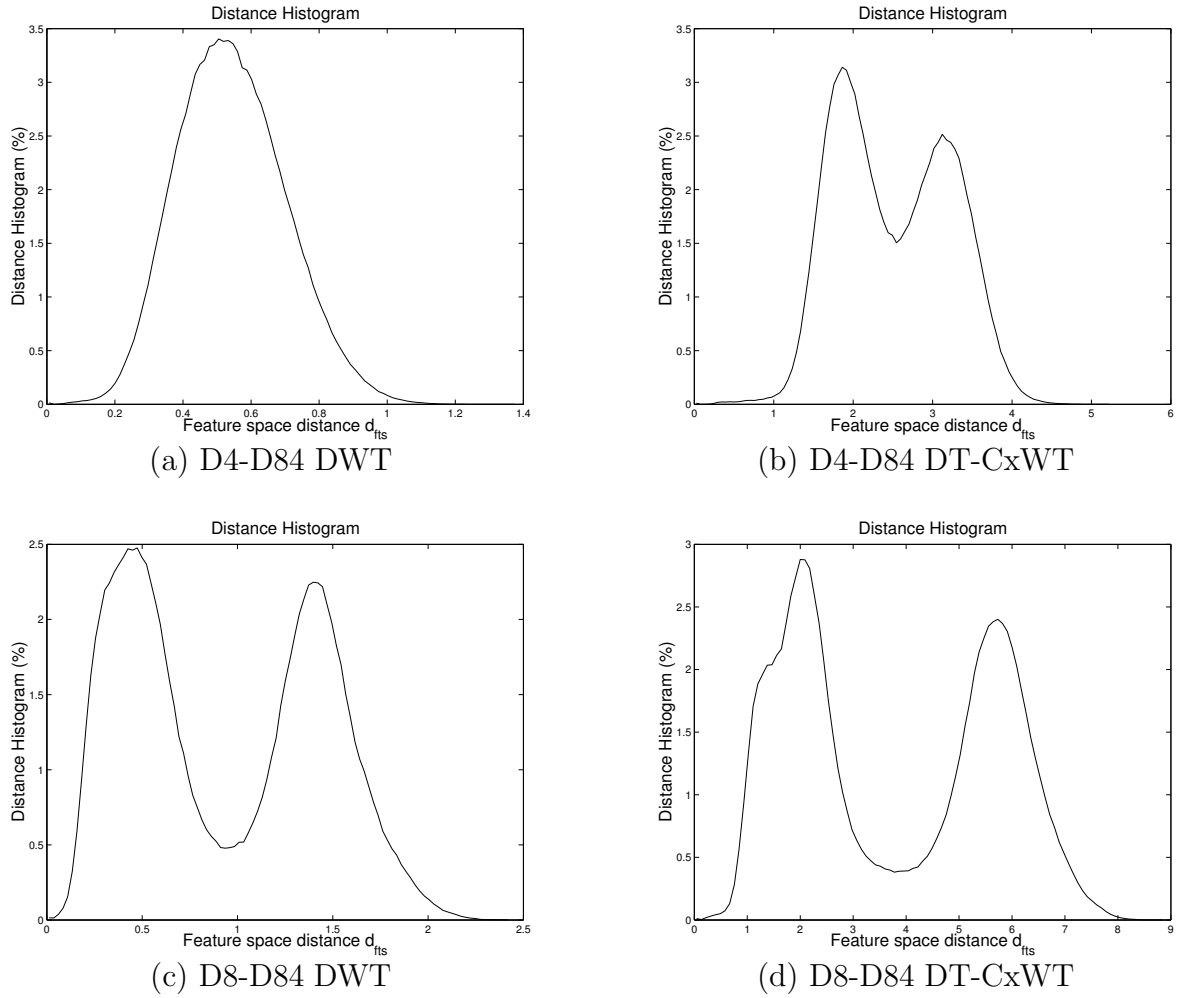 Distance Histogram
3.5
3
2.5
2
1.5
1
0.5
0
Distance Histogram (%)
0 0.2 0.4 0.6 0.8 1 1.2 1.4
Feature space distance d_fts
(a) D4-D84 DWT
Distance Histogram
3.5
3
2.5
2
1.5
1
0.5
0
Distance Histogram (%)
0 1 2 3 4 5 6
Feature space distance d_fts
(b) D4-D84 DT-CxWT
Distance Histogram
2.5
2
1.5
1
0.5
0
Distance Histogram (%)
0 0.5 1 1.5 2 2.5
Feature space distance d_fts
(c) D8-D84 DWT
Distance Histogram
3
2.5
2
1.5
1
0.5
0
Distance Histogram (%)
0 1 2 3 4 5 6 7 8 9
Feature space distance d_fts
(d) D8-D84 DT-CxWT